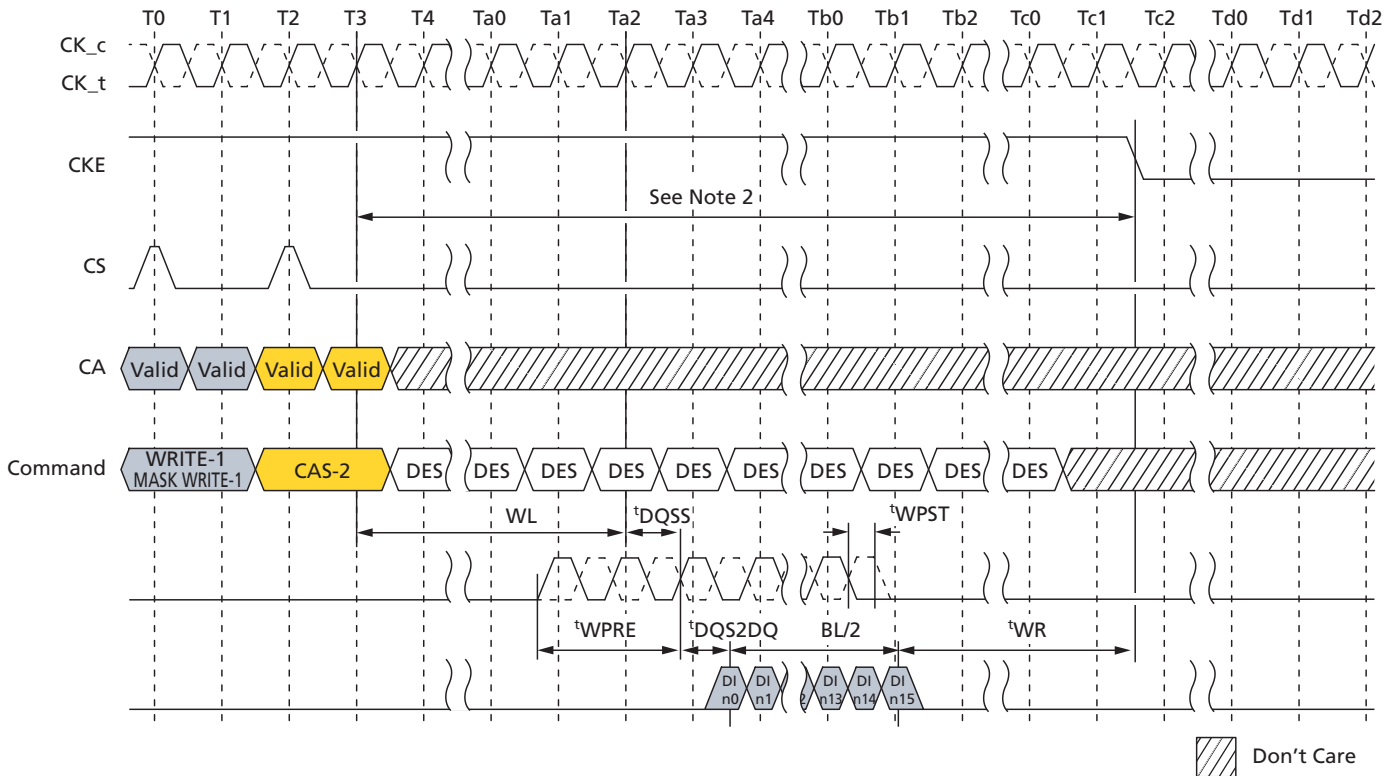 T0 T1 T2 T3 T4 Ta0 Ta1 Ta2 Ta3 Ta4 Tb0 Tb1 Tb2 Tc0 Tc1 Tc2 Td0 Td1 Td2
CK_c
CK_t
CKE
See Note 2
CS
CA Valid Valid Valid Valid
Command WRITE-1 MASK WRITE-1 CAS-2 DES DES DES DES DES DES DES DES DES DES
WL tDQSS tWPST
tWPRE tDQS2DQ BL/2 tWR
DI n0 DI n1 2 DI n13 DI n14 DI n15
Don't Care